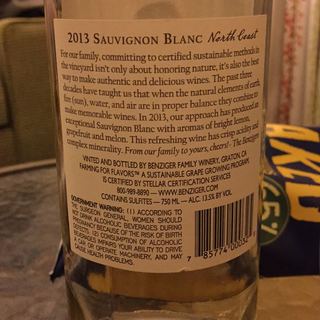 2013 SAUVIGNON BLANC North Coast
For our family, committing to certified sustainable methods in
the vineyard isn't only about honoring nature, it's also the best
way to make authentic and delicious wines. The past three
decades have taught us that when the natural elements of earth,
fire (sun), water, and air are in proper balance they combine to
make memorable wines. In 2013, our approach has produced an
exceptional Sauvignon Blanc with aromas of bright lemon,
grapefruit and melon. This refreshing wine has crisp acidity and
complex minerality. From our family to yours, cheers! - The Benzigers
VINTED AND BOTTLED BY BENZIGER FAMILY WINERY, GRATON, CA
FARMING FOR FLAVORS™ A SUSTAINABLE GRAPE GROWING PROGRAM,
IS CERTIFIED BY STELLAR CERTIFICATION SERVICES
800-989-8890 — WWW.BENZIGER.COM
CONTAINS SULFITES — 750 ML — ALC. 13.5% BY VOL
GOVERNMENT WARNING: (1) ACCORDING TO
THE SURGEON GENERAL, WOMEN SHOULD
NOT DRINK ALCOHOLIC BEVERAGES DURING
PREGNANCY BECAUSE OF THE RISK OF BIRTH
DEFECTS. (2) CONSUMPTION OF ALCOHOLIC
BEVERAGES IMPAIRS YOUR ABILITY TO DRIVE
A CAR OR OPERATE MACHINERY, AND MAY
CAUSE HEALTH PROBLEMS.
7 85774 00032